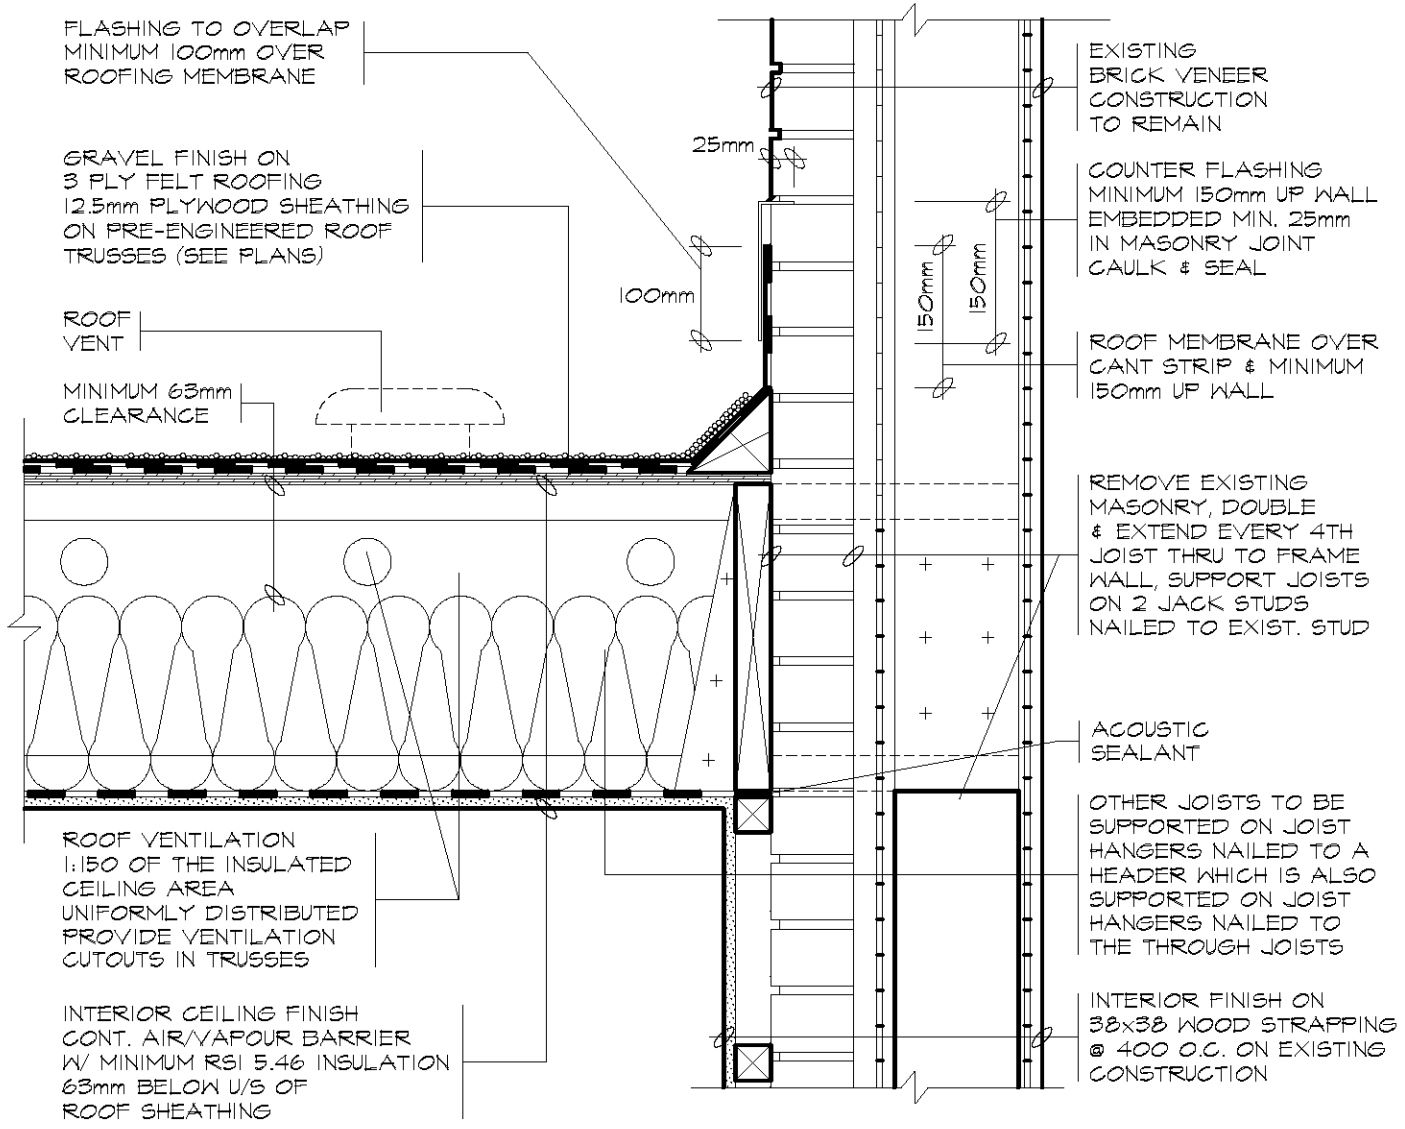 FLASHING TO OVERLAP
MINIMUM 100mm OVER
ROOFING MEMBRANE
GRAVEL FINISH ON
3 PLY FELT ROOFING
12.5mm PLYWOOD SHEATHING
ON PRE-ENGINEERED ROOF
TRUSSES (SEE PLANS)
ROOF
VENT
MINIMUM 63mm
CLEARANCE
25mm
100mm
150mm
150mm
EXISTING
BRICK VENEER
CONSTRUCTION
TO REMAIN
COUNTER FLASHING
MINIMUM 150mm UP WALL
EMBEDDED MIN. 25mm
IN MASONRY JOINT
CAULK & SEAL
ROOF MEMBRANE OVER
CANT STRIP & MINIMUM
150mm UP WALL
REMOVE EXISTING
MASONRY, DOUBLE
& EXTEND EVERY 4TH
JOIST THRU TO FRAME
WALL, SUPPORT JOISTS
ON 2 JACK STUDS
NAILED TO EXIST. STUD
ACOUSTIC
SEALANT
OTHER JOISTS TO BE
SUPPORTED ON JOIST
HANGERS NAILED TO A
HEADER WHICH IS ALSO
SUPPORTED ON JOIST
HANGERS NAILED TO
THE THROUGH JOISTS
INTERIOR FINISH ON
38x38 WOOD STRAPPING
@ 400 O.C. ON EXISTING
CONSTRUCTION
ROOF VENTILATION
1:150 OF THE INSULATED
CEILING AREA
UNIFORMLY DISTRIBUTED
PROVIDE VENTILATION
CUTOUTS IN TRUSSES
INTERIOR CEILING FINISH
CONT. AIR/VAPOUR BARRIER
W/ MINIMUM RSI 5.46 INSULATION
63mm BELOW U/S OF
ROOF SHEATHING